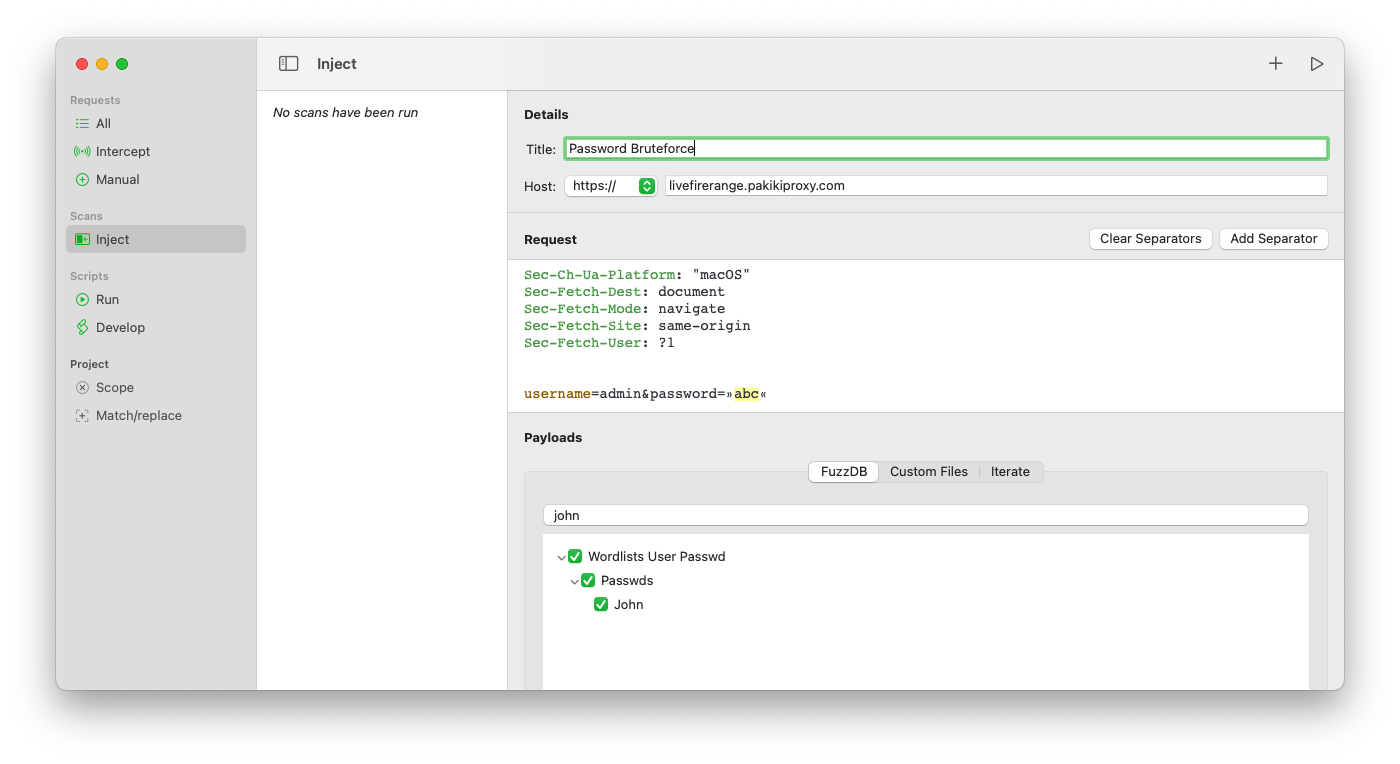 Inject
Requests
All
Intercept
Manual
Scans
Inject
Scripts
Run
Develop
Project
Scope
Match/replace
No scans have been run
Details
Title: Password Bruteforce
Host: https:// livefirerange.pakikiproxy.com
Request Clear Separators Add Separator
Sec-Ch-Ua-Platform: "macOS"
Sec-Fetch-Dest: document
Sec-Fetch-Mode: navigate
Sec-Fetch-Site: same-origin
Sec-Fetch-User: ?1
username=admin&password=»abc«
Payloads
FuzzDB Custom Files Iterate
john
Wordlists User Passwd
Passwds
John